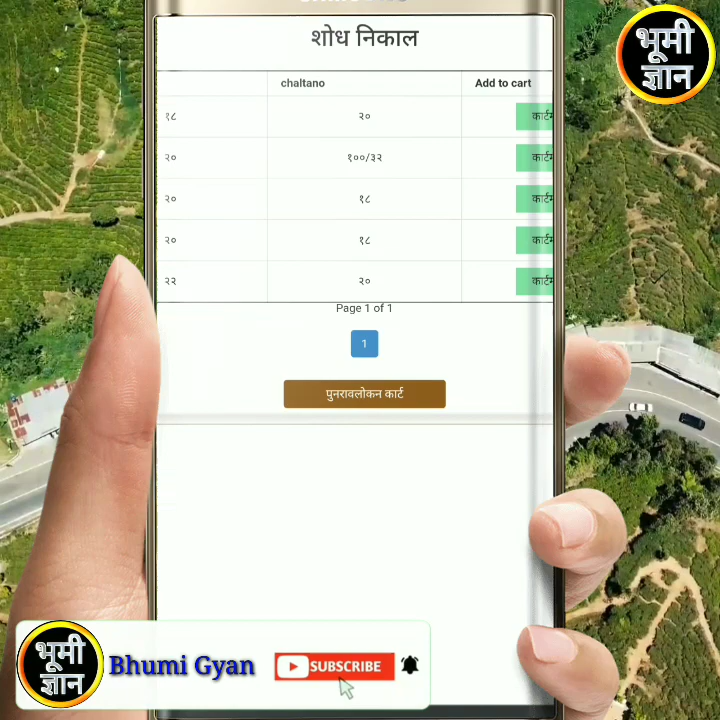 शोध निकाल
भूमी
ज्ञान
chaltano Add to cart
१८ २०
२० १००/३२
२० १८
२० १८
२२ २०
Page 1 of 1
1
पुनरावलोकन कार्ट
भूमी
ज्ञान
Bhumi Gyan
SUBSCRIBE